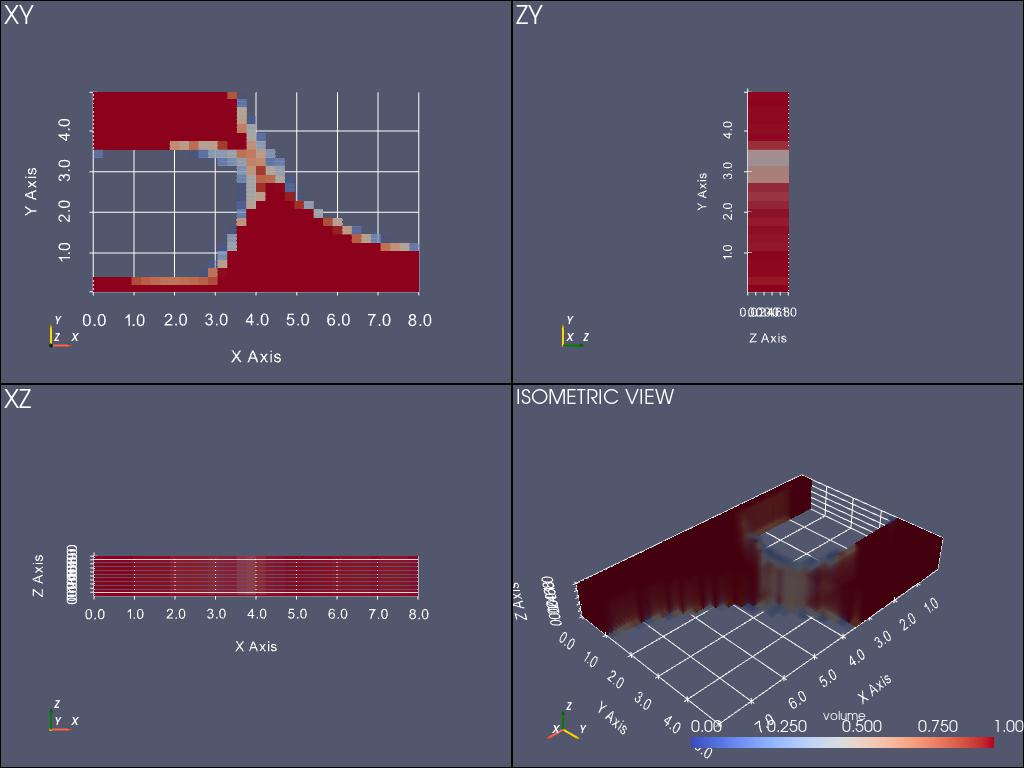 XY
4.0
3.0
2.0
1.0
Y Axis
0.0 1.0 2.0 3.0 4.0 5.0 6.0 7.0 8.0
X Axis
Y
Z X
ZY
4.0
3.0
2.0
1.0
Y Axis
Z Axis
Y
X Z
XZ
Z Axis
0.0 1.0 2.0 3.0 4.0 5.0 6.0 7.0 8.0
X Axis
Z
Y X
ISOMETRIC VIEW
Z Axis
0.0 1.0 2.0 3.0 4.0
Y Axis
1.0 2.0 3.0 4.0 5.0 6.0 7.0
X Axis
Z
X Y
volume
0.00 0.250 0.500 0.750 1.00